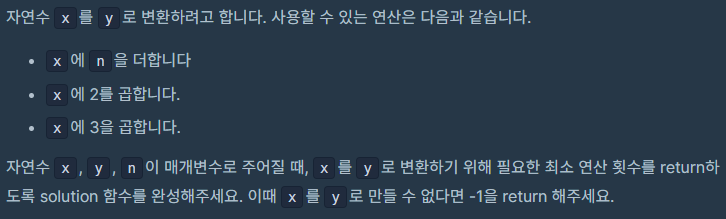 자연수 x 를 y 로 변환하려고 합니다. 사용할 수 있는 연산은 다음과 같습니다.
• x 에 n 을 더합니다
• x 에 2를 곱합니다.
• x 에 3을 곱합니다.
자연수 x , y , n 이 매개변수로 주어질 때, x 를 y 로 변환하기 위해 필요한 최소 연산 횟수를 return하
도록 solution 함수를 완성해주세요. 이때 x 를 y 로 만들 수 없다면 -1을 return 해주세요.